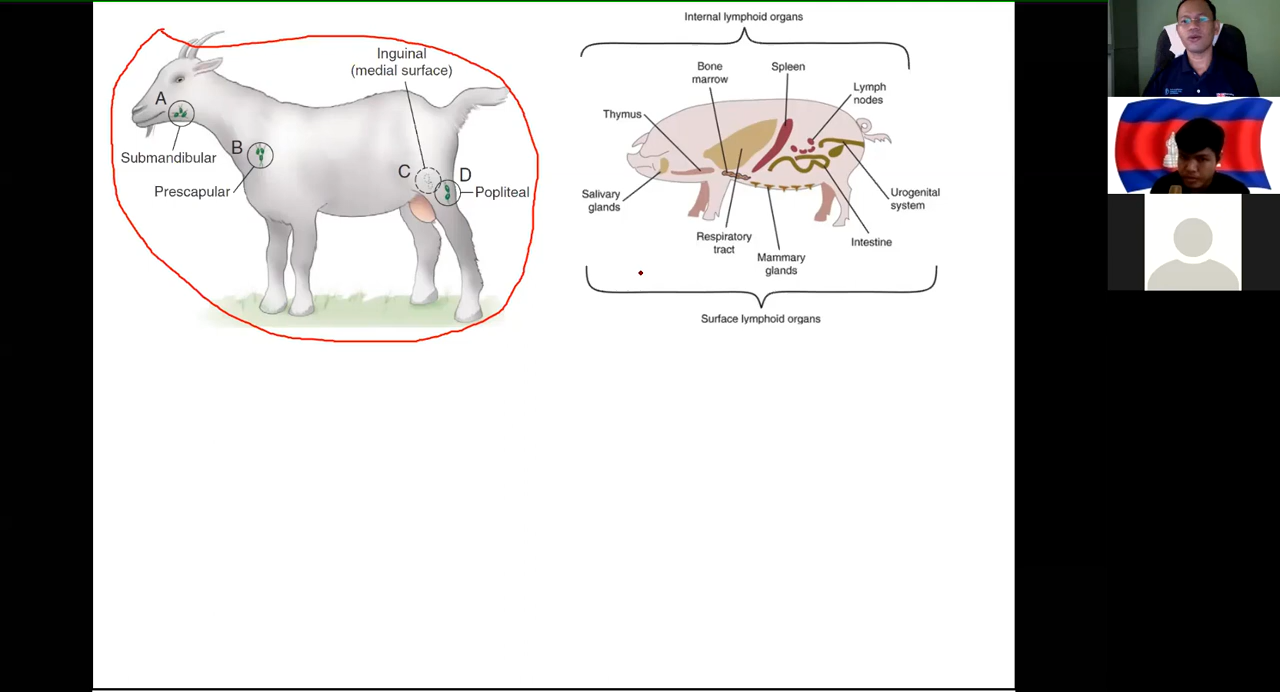 Inguinal
(medial surface)
A
Submandibular
B
Prescapular
C
D
Popliteal
Internal lymphoid organs
Bone
marrow
Spleen
Lymph
nodes
Thymus
Salivary
glands
Respiratory
tract
Mammary
glands
Intestine
Urogenital
system
Surface lymphoid organs